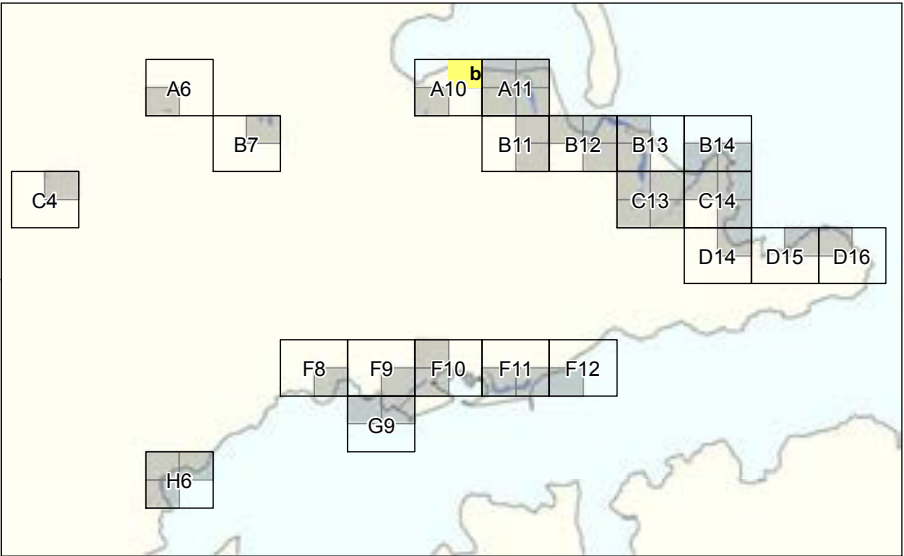 b
A6 A10 A11
B7 B11 B12 B13 B14
C4 C13 C14
D14 D15 D16
F8 F9 F10 F11 F12
G9
H6